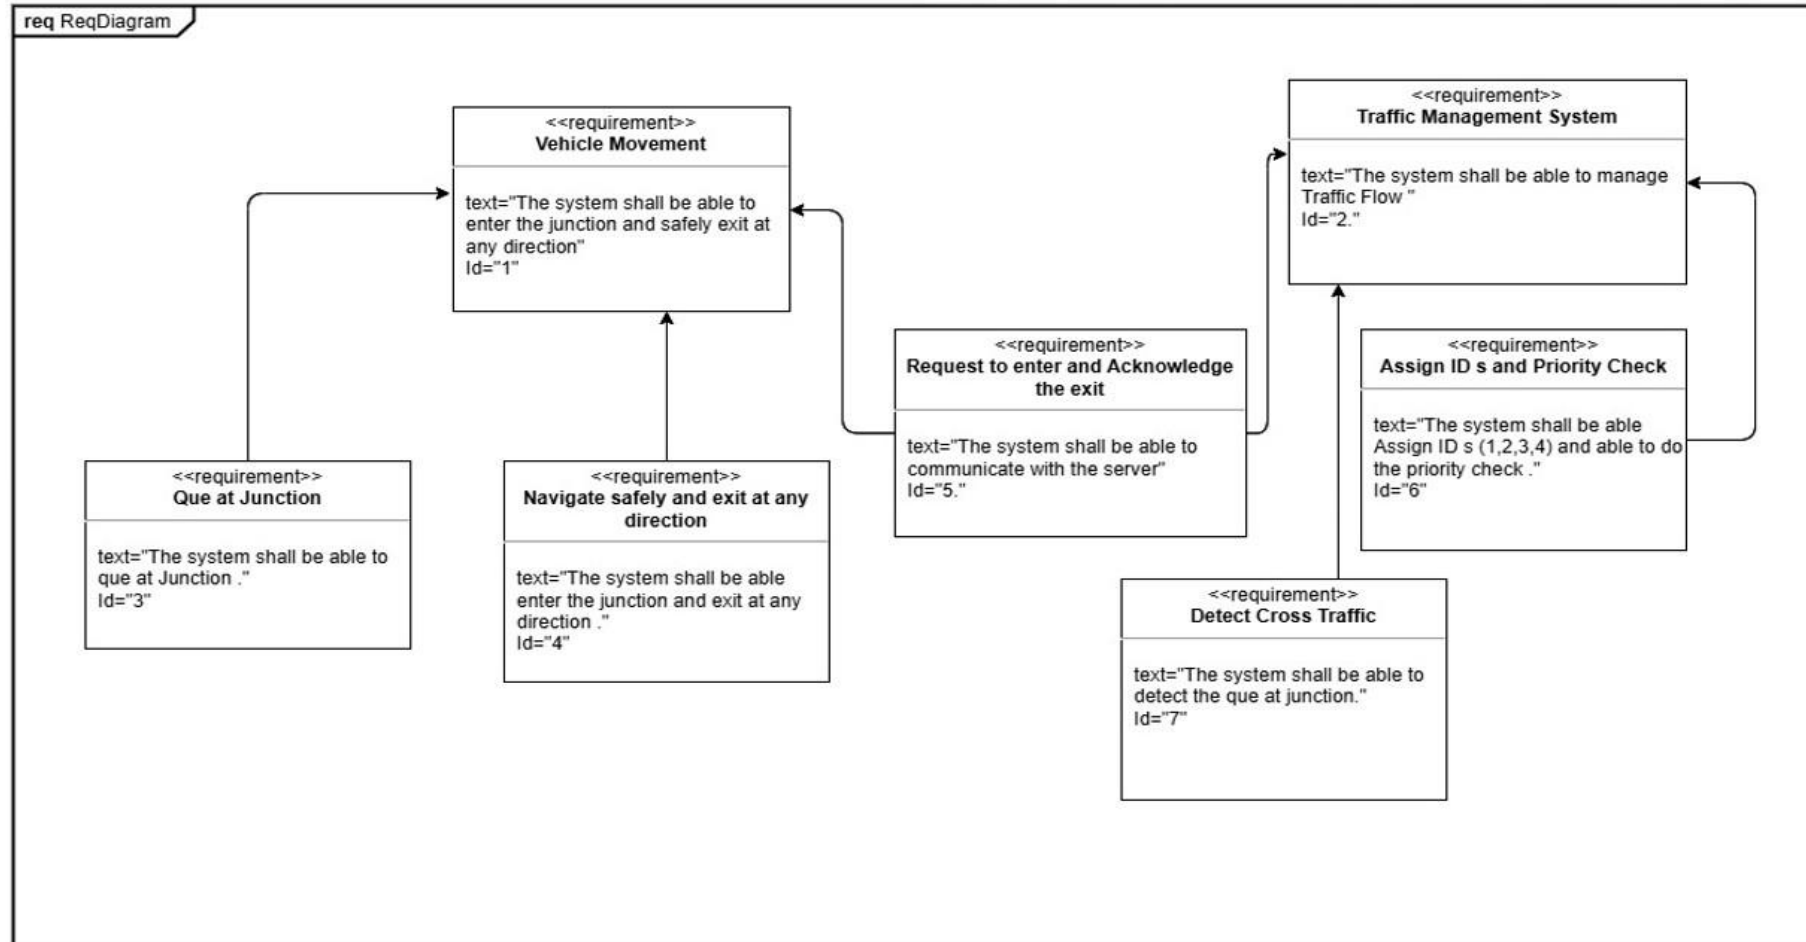 req ReqDiagram
<<requirement>>
Vehicle Movement
text="The system shall be able to
enter the junction and safely exit at
any direction"
Id="1"
<<requirement>>
Traffic Management System
text="The system shall be able to manage
Traffic Flow "
Id="2."
<<requirement>>
Request to enter and Acknowledge
the exit
text="The system shall be able to
communicate with the server"
Id="5."
<<requirement>>
Assign ID s and Priority Check
text="The system shall be able
Assign ID s (1,2,3,4) and able to do
the priority check ."
Id="6"
<<requirement>>
Que at Junction
text="The system shall be able to
que at Junction ."
Id="3"
<<requirement>>
Navigate safely and exit at any
direction
text="The system shall be able
enter the junction and exit at any
direction ."
Id="4"
<<requirement>>
Detect Cross Traffic
text="The system shall be able to
detect the que at junction."
Id="7"